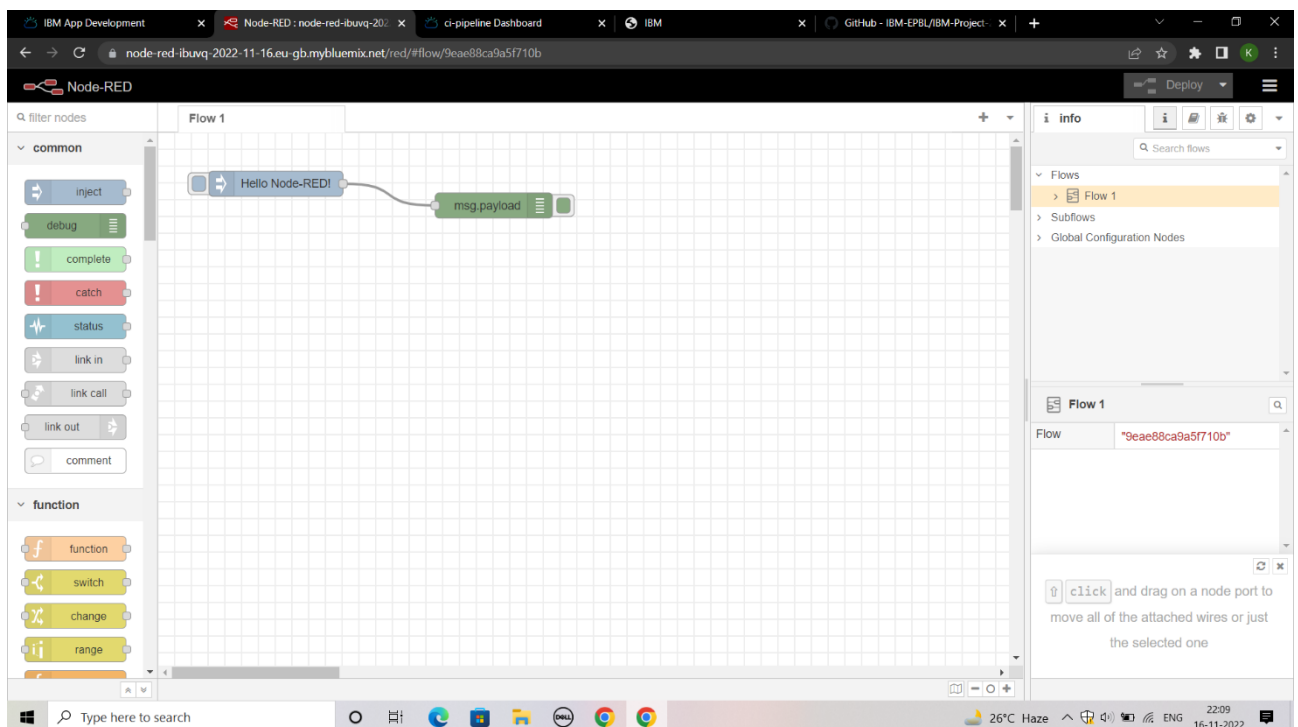 IBM App Development
Node-RED : node-red-ibuvq-202
ci-pipeline Dashboard
IBM
GitHub - IBM-EPBL/IBM-Project-
node-red-ibuvq-2022-11-16.eu-gb.mybluemix.net/red/#flow/9eae88ca9a5f710b
K
Node-RED
Deploy
filter nodes
Flow 1
i info
i
Search flows
common
inject
debug
complete
catch
status
link in
link call
link out
comment
function
function
switch
change
range
Hello Node-RED!
msg.payload
Flows
Flow 1
Subflows
Global Configuration Nodes
Flow 1
Flow
"9eae88ca9a5f710b"
click and drag on a node port to
move all of the attached wires or just
the selected one
Type here to search
DELL
26°C Haze
ENG
22:09
16-11-2022